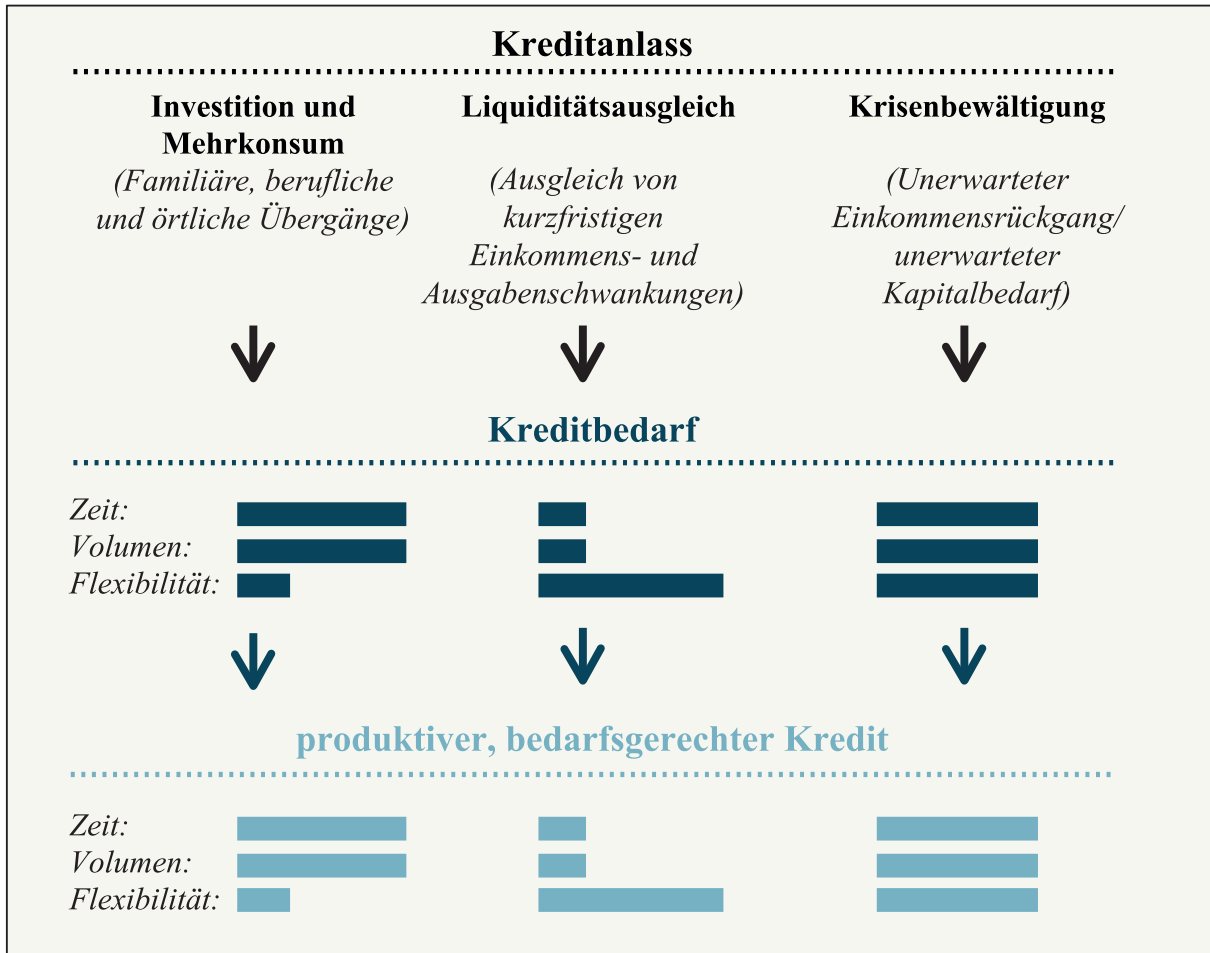 Kreditanlass
Investition und
Mehrkonsum
(Familiäre, berufliche
und örtliche Übergänge)
Liquiditätsausgleich
(Ausgleich von
kurzfristigen
Einkommens- und
Ausgabenschwankungen)
Krisenbewältigung
(Unerwarteter
Einkommensrückgang/
unerwarteter
Kapitalbedarf)
Kreditbedarf
Zeit:
Volumen:
Flexibilität:
produktiver, bedarfsgerechter Kredit
Zeit:
Volumen:
Flexibilität: